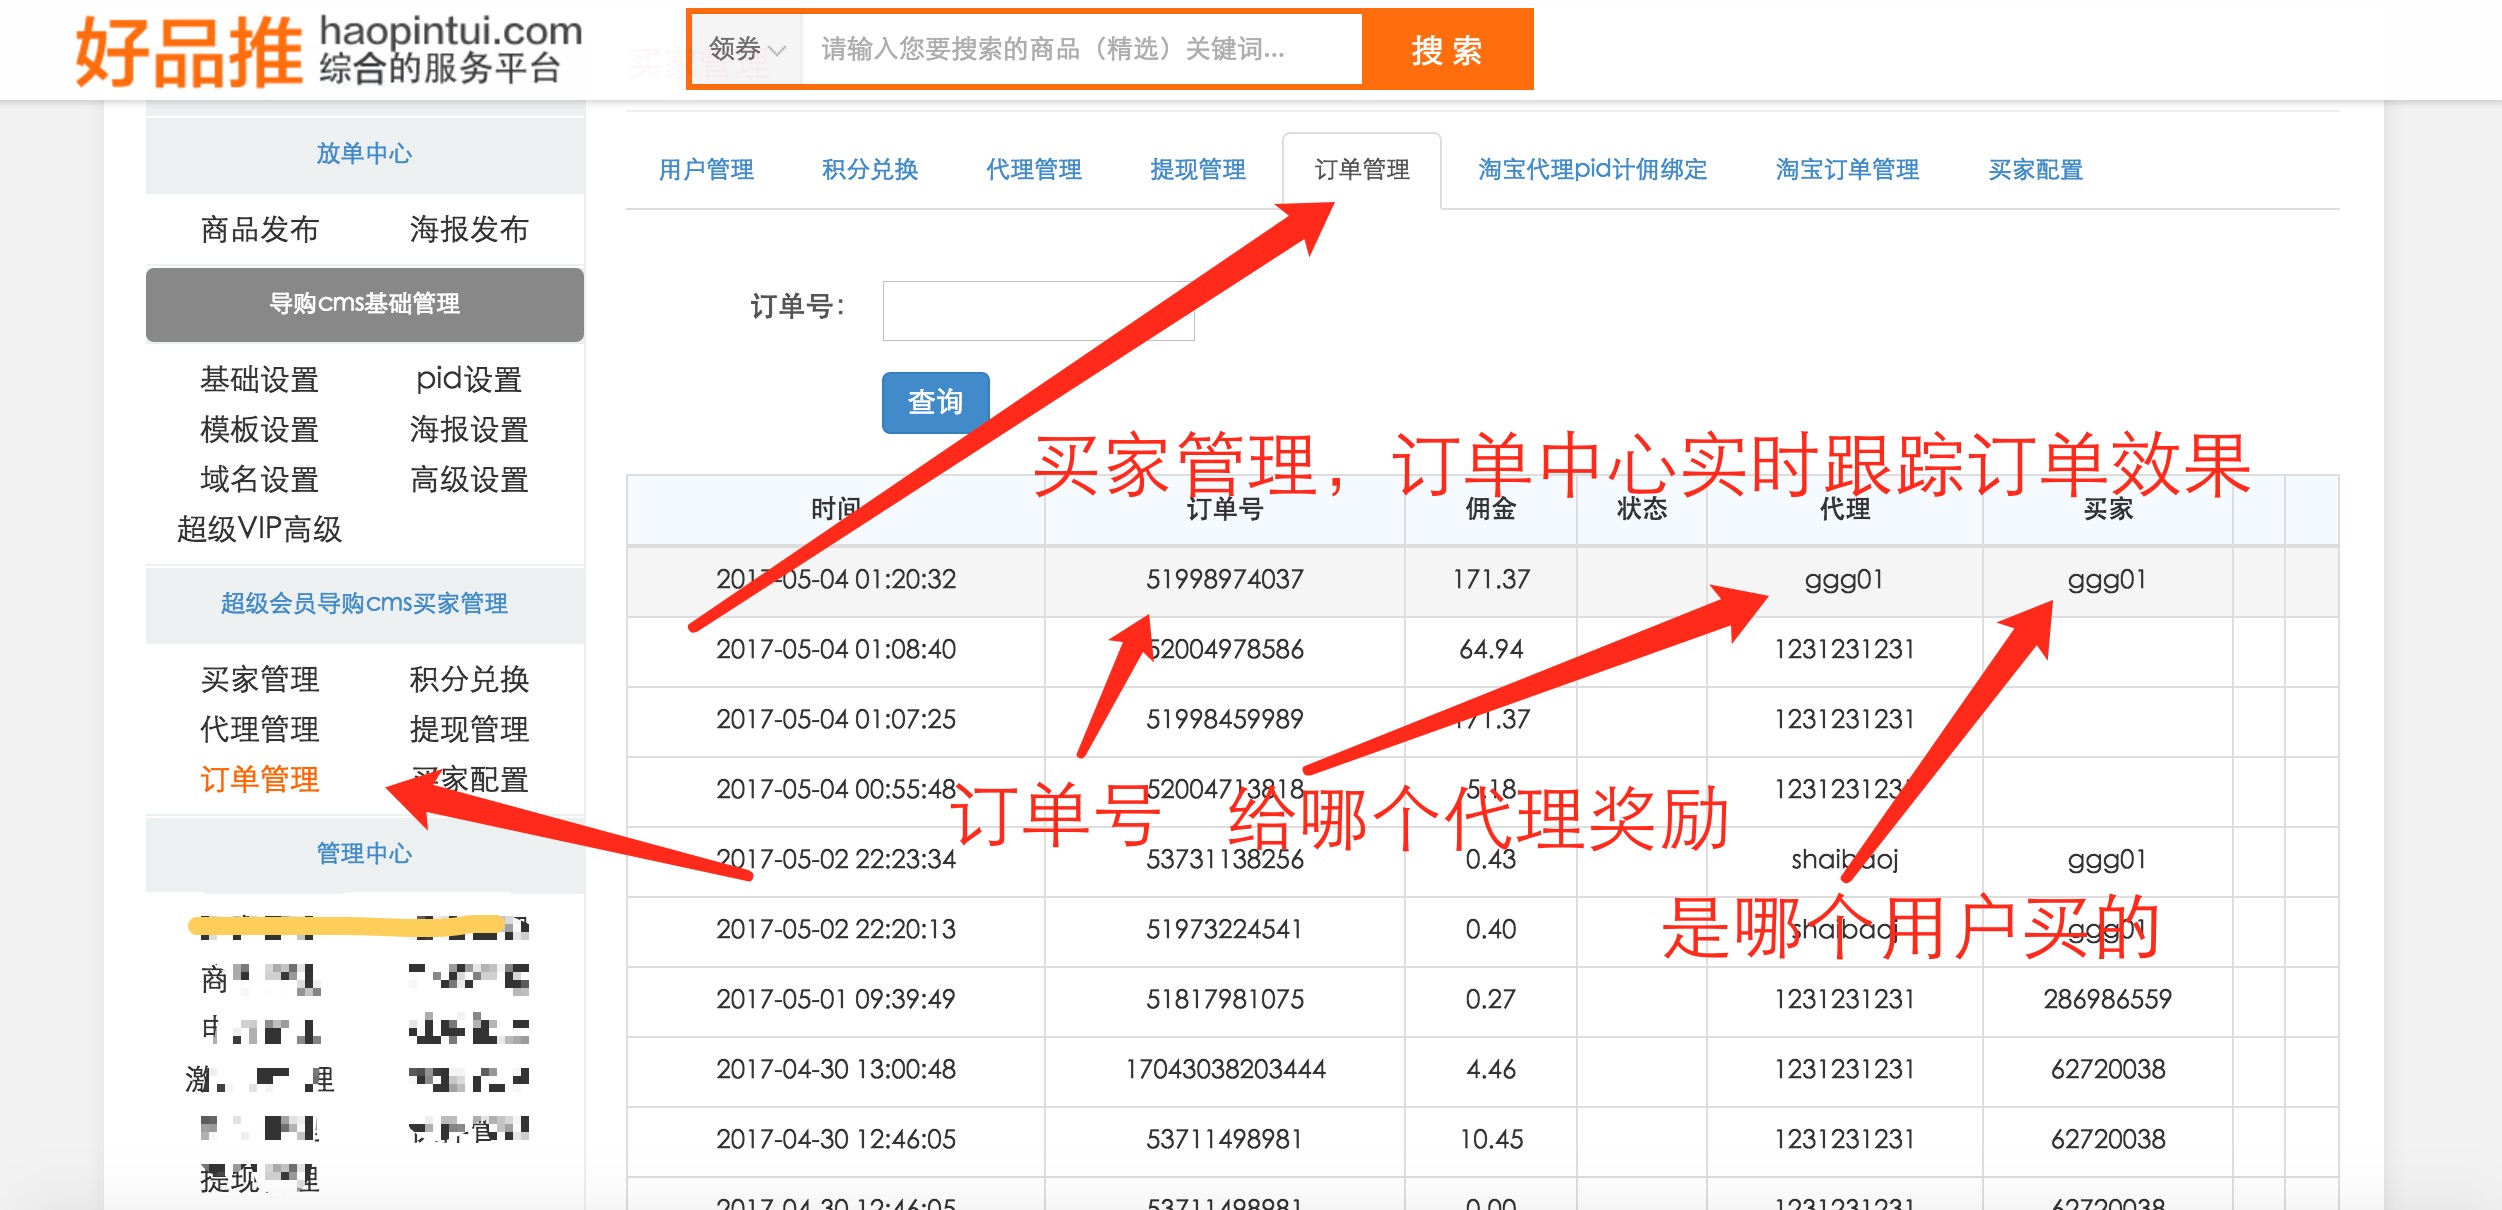 好品推 haopintui.com
综合的服务平台
领券 请输入您要搜索的商品（精选）关键词... 搜 索
买家管理
放单中心
商品发布 海报发布
导购cms基础管理
基础设置 pid设置
模板设置 海报设置
域名设置 高级设置
超级VIP高级
超级会员导购cms买家管理
买家管理 积分兑换
代理管理 提现管理
订单管理 买家配置
管理中心
用户管理 积分兑换 代理管理 提现管理 订单管理 淘宝代理pid计佣绑定 淘宝订单管理 买家配置
订单号：
查询
买家管理，订单中心实时跟踪订单效果
时间 订单号 佣金 状态 代理 买家
2017-05-04 01:20:32 51998974037 171.37 ggg01 ggg01
2017-05-04 01:08:40 52004978586 64.94 1231231231
2017-05-04 01:07:25 51998459989 171.37 1231231231
2017-05-04 00:55:48 52004713818 5.18 1231231231
订单号 给哪个代理奖励
2017-05-02 22:23:34 53731138256 0.43 shaibaoj ggg01
2017-05-02 22:20:13 51973224541 0.40 shaibaoj ggg01
是哪个用户买的
2017-05-01 09:39:49 51817981075 0.27 1231231231 286986559
2017-04-30 13:00:48 17043038203444 4.46 1231231231 62720038
2017-04-30 12:46:05 53711498981 10.45 1231231231 62720038
2017-04-30 12:46:05 53711498981 0.00 1231231231 62720038